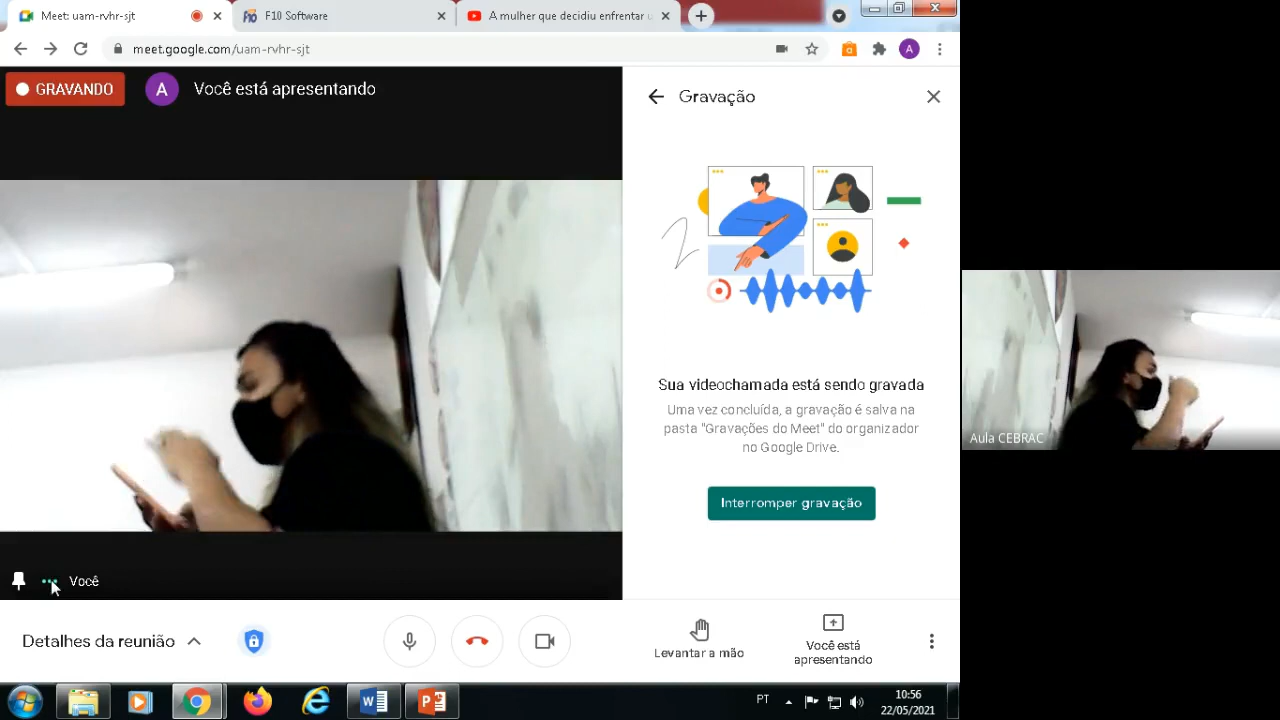 Meet: uam-rvhr-sjt
F10 Software
A mulher que decidiu enfrentar u
meet.google.com/uam-rvhr-sjt
A
GRAVANDO
A
Você está apresentando
Gravação
Sua videochamada está sendo gravada
Uma vez concluída, a gravação é salva na
pasta "Gravações do Meet" do organizador
no Google Drive.
Interromper gravação
Aula CEBRAC
Você
Detalhes da reunião
Levantar a mão
Você está
apresentando
PT
10:56
22/05/2021